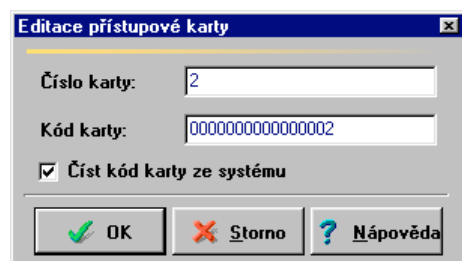 Editace přístupové karty
Číslo karty: 2
Kód karty: 0000000000000002
Číst kód karty ze systému
OK Storno Nápověda